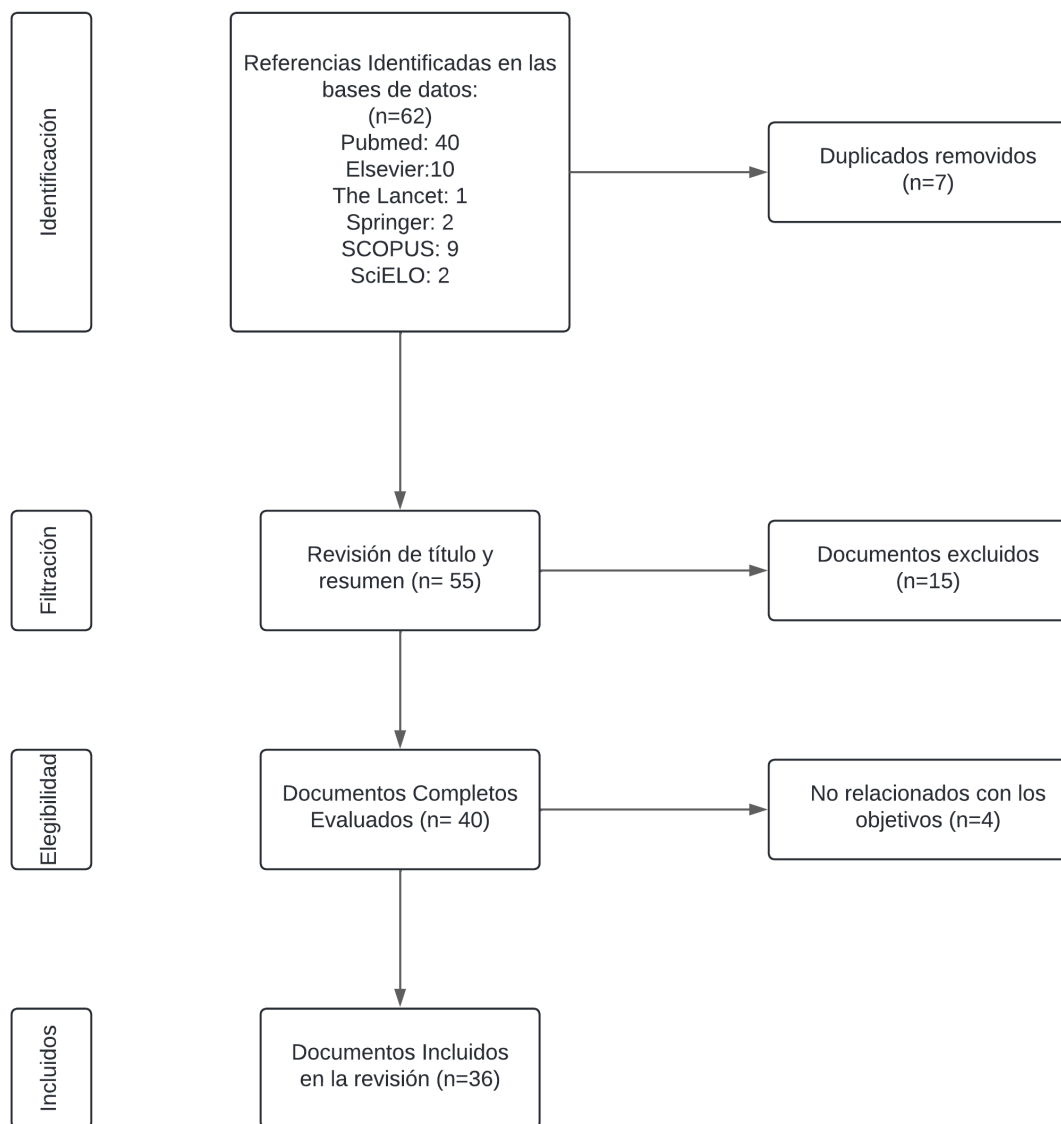 Identificación
Referencias Identificadas en las
bases de datos:
(n=62)
Pubmed: 40
Elsevier:10
The Lancet: 1
Springer: 2
SCOPUS: 9
SciELO: 2
Duplicados removidos
(n=7)
Filtración
Revisión de título y
resumen (n= 55)
Documentos excluidos
(n=15)
Elegibilidad
Documentos Completos
Evaluados (n= 40)
No relacionados con los
objetivos (n=4)
Incluidos
Documentos Incluidos
en la revisión (n=36)